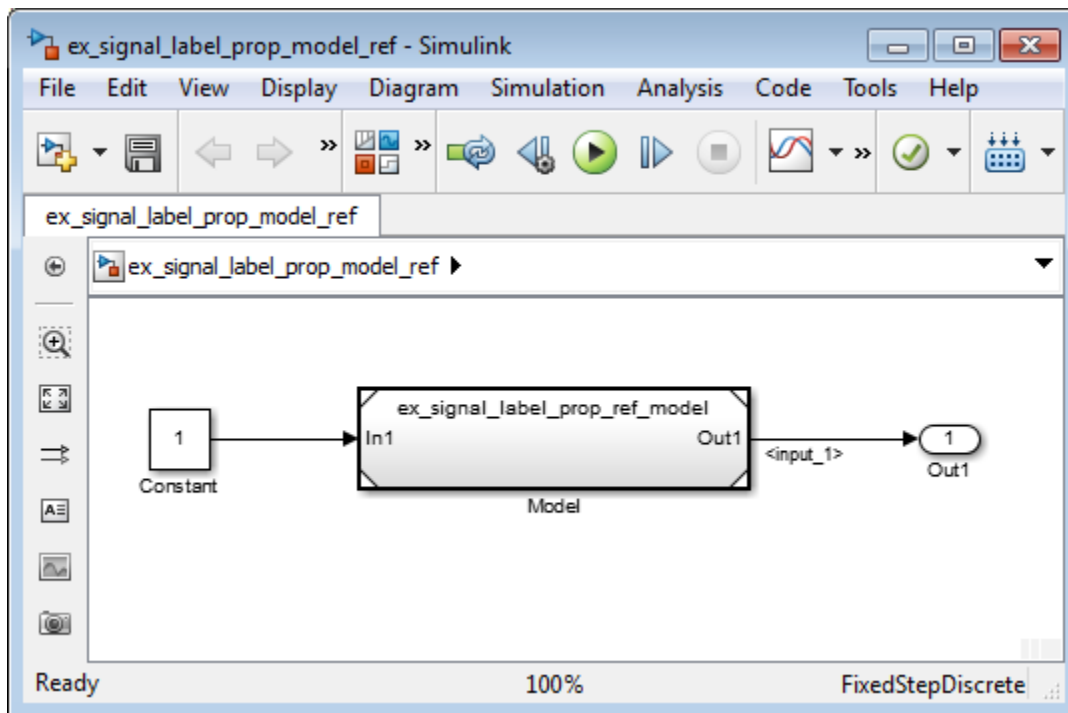 ex_signal_label_prop_model_ref - Simulink
File Edit View Display Diagram Simulation Analysis Code Tools Help
ex_signal_label_prop_model_ref
ex_signal_label_prop_model_ref
ex_signal_label_prop_ref_model
1
In1
Out1
<input_1>
1
Constant
Out1
Model
Ready 100% FixedStepDiscrete